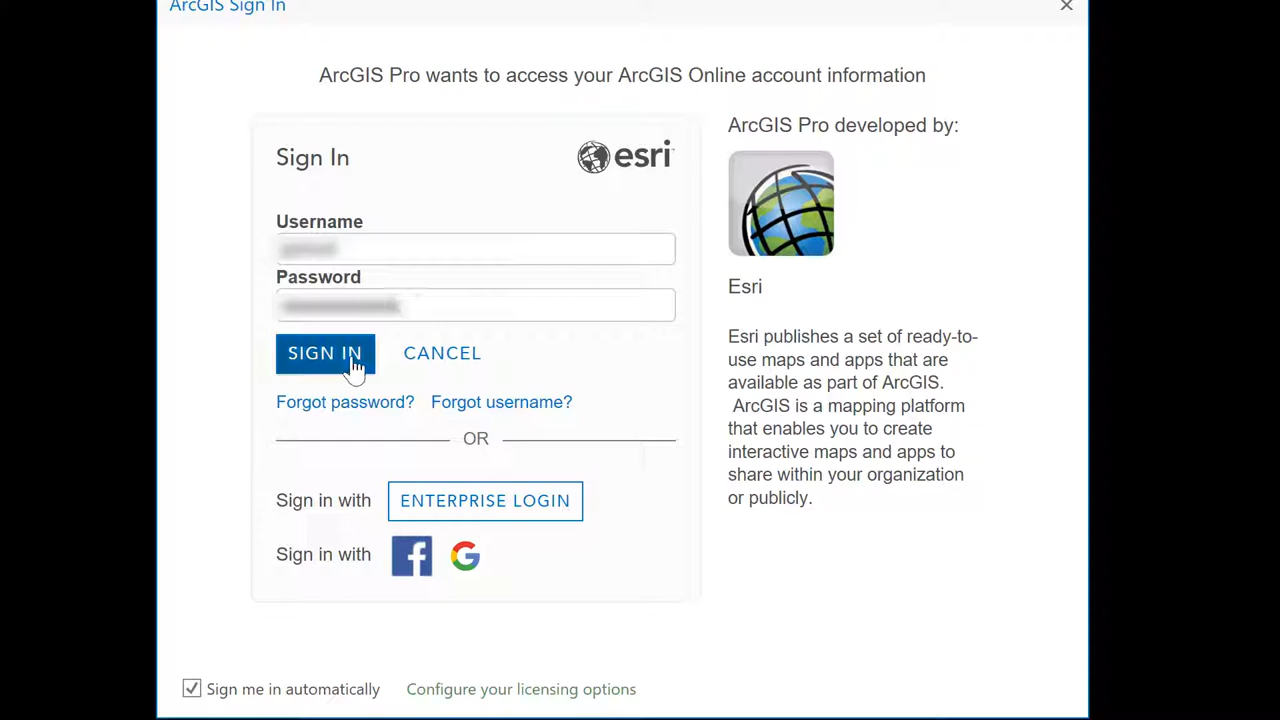 ArcGIS Sign In
ArcGIS Pro wants to access your ArcGIS Online account information
Sign In
esri
Username
Password
SIGN IN
CANCEL
Forgot password?
Forgot username?
OR
Sign in with
ENTERPRISE LOGIN
Sign in with
ArcGIS Pro developed by:
Esri
Esri publishes a set of ready-to-
use maps and apps that are
available as part of ArcGIS.
ArcGIS is a mapping platform
that enables you to create
interactive maps and apps to
share within your organization
or publicly.
Sign me in automatically
Configure your licensing options